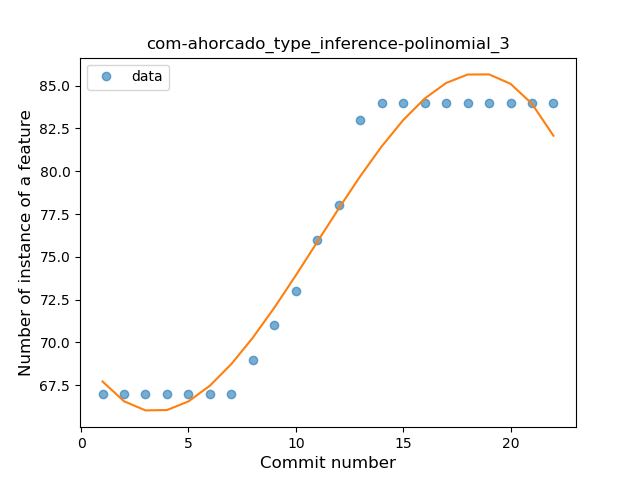 com-ahorcado_type_inference-polinomial_3
data
Number of instance of a feature
85.0
82.5
80.0
77.5
75.0
72.5
70.0
67.5
0 5 10 15 20
Commit number